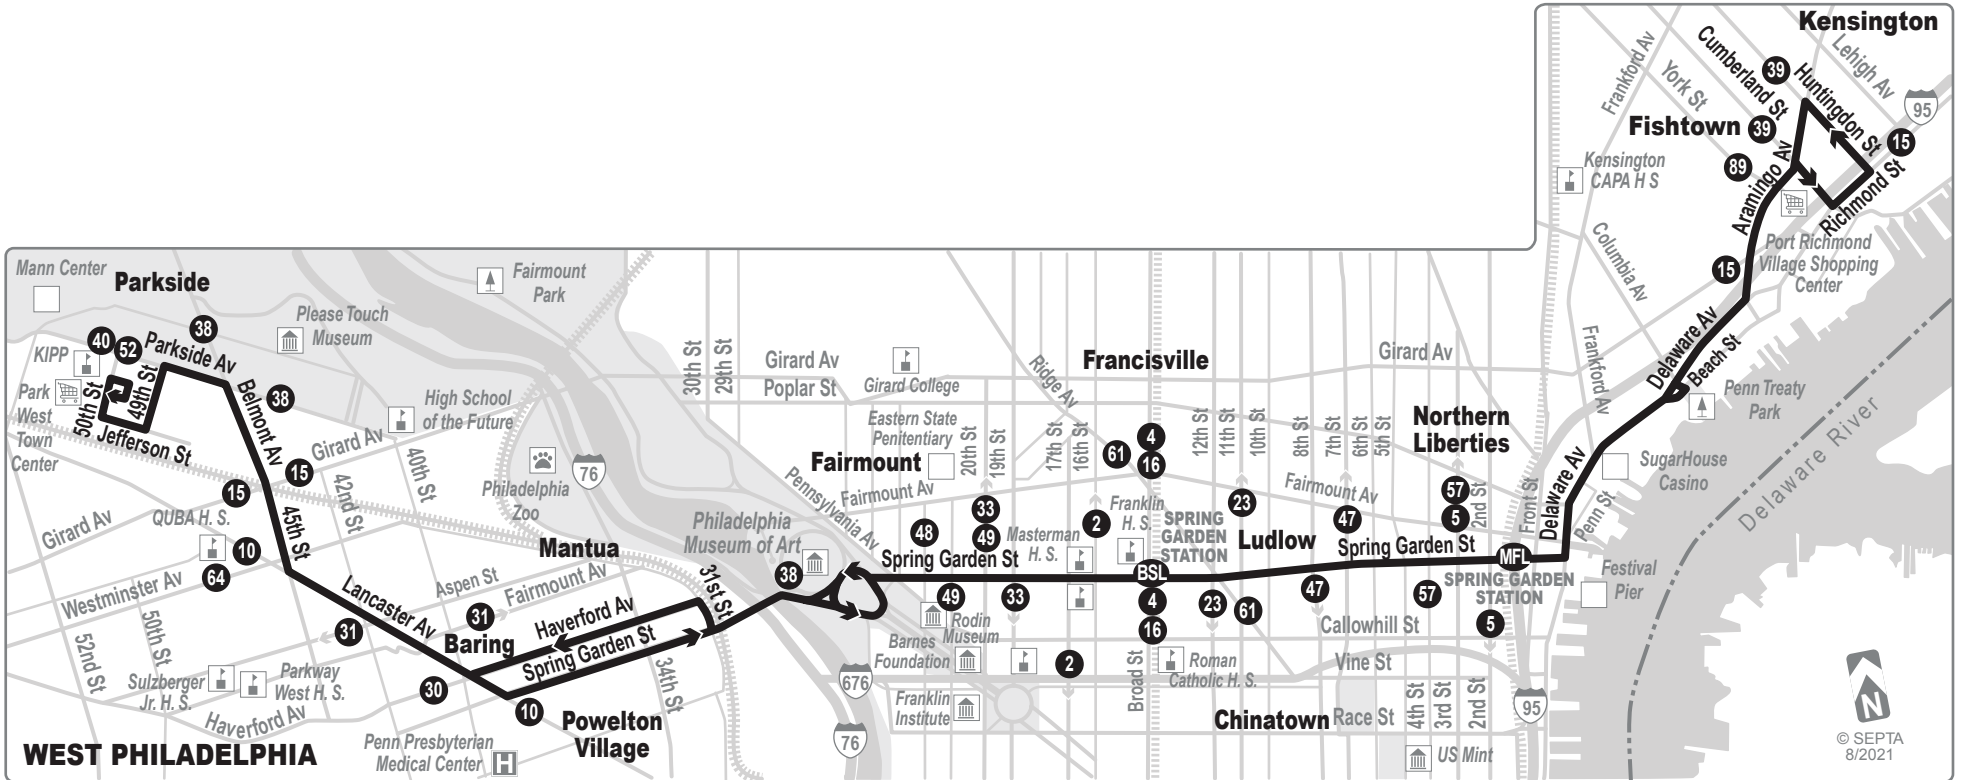 Kensington
Lehigh Av
Cumberland St
39
Huntingdon St
York St
Frankford Av
95
Fishtown
39
15
89
Kensington
CAPA H S
Aramingo Av
Richmond St
Columbia Av
15
Port Richmond
Village Shopping
Center
Mann Center
Parkside
Fairmount
Park
Please Touch
Museum
38
40
52
Parkside Av
KIPP
Park
West
Town
Center
50th St
49th St
Jefferson St
Belmont Av
38
High School
of the Future
Girard Av
15
15
40th St
42nd St
Philadelphia
Zoo
76
QUBA H. S.
Girard Av
45th St
10
64
Westminster Av
50th St
52nd St
Lancaster Av
31
31
Aspen St
Fairmount Av
Mantua
Baring
Haverford Av
Spring Garden St
31st St
34th St
Sulzberger
Jr. H. S.
Parkway
West H. S.
Haverford Av
30
10
Powelton
Village
Penn Presbyterian
Medical Center
WEST PHILADELPHIA
30th St
29th St
Girard Av
Poplar St
Girard College
Ridge Av
Francisville
Girard Av
Eastern State
Penitentiary
Fairmount
20th St
19th St
17th St
16th St
61
4
16
12th St
11th St
10th St
8th St
7th St
6th St
5th St
Northern
Liberties
Pennsylvania Av
Fairmount Av
Fairmount Av
Philadelphia
Museum of Art
38
48
33
49
Masterman
H. S.
2
Franklin
H. S.
SPRING
GARDEN
STATION
23
Ludlow
47
57
5
2nd St
Spring Garden St
Spring Garden St
BSL
MFL
SPRING GARDEN
STATION
49
33
4
16
23
61
47
57
5
Rodin
Museum
Barnes
Foundation
2
Broad St
Roman
Catholic H. S.
Callowhill St
Vine St
676
Franklin
Institute
76
Chinatown
Race St
4th St
3rd St
2nd St
95
US Mint
Frankford Av
Front St
Delaware Av
Penn St
Delaware Av
Beach St
Penn Treaty
Park
SugarHouse
Casino
Festival
Pier
Delaware River
N
© SEPTA
8/2021